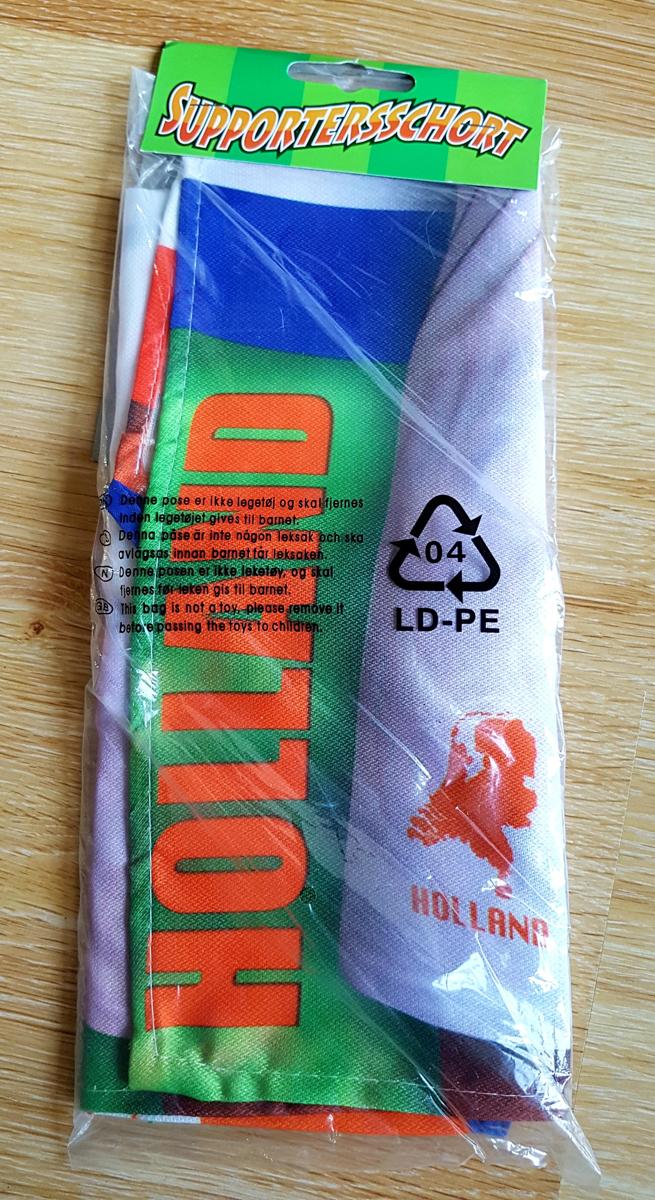 SUPPORTERSSCHORT
HOLLAND
Denne pose er ikke legetøj og skal fjernes
inden legetøjet gives til barnet.
Denna påse är inte någon leksak och ska
avlägsas innan barnet får leksaken.
N Denne posen er ikke leketøy, og skal
fjernes før leken gis til barnet.
GB This bag is not a toy, please remove it
before passing the toys to children.
04
LD-PE
HOLLAND